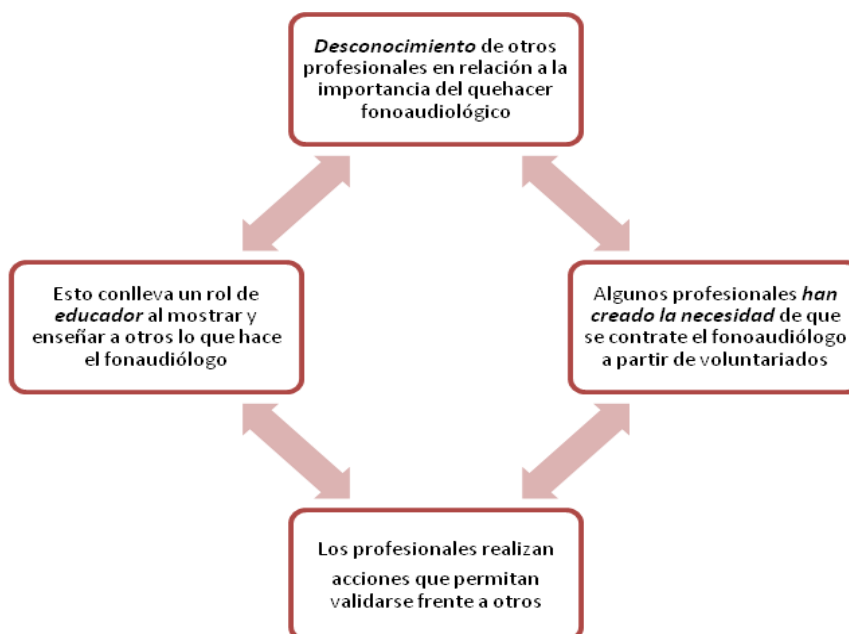 Desconocimiento de otros
profesionales en relación a la
importancia del quehacer
fonoaudiológico
Esto conlleva un rol de
educador al mostrar y
enseñar a otros lo que hace
el fonaudiólogo
Algunos profesionales han
creado la necesidad de que
se contrate el fonoaudiólogo
a partir de voluntariados
Los profesionales realizan
acciones que permitan
validarse frente a otros